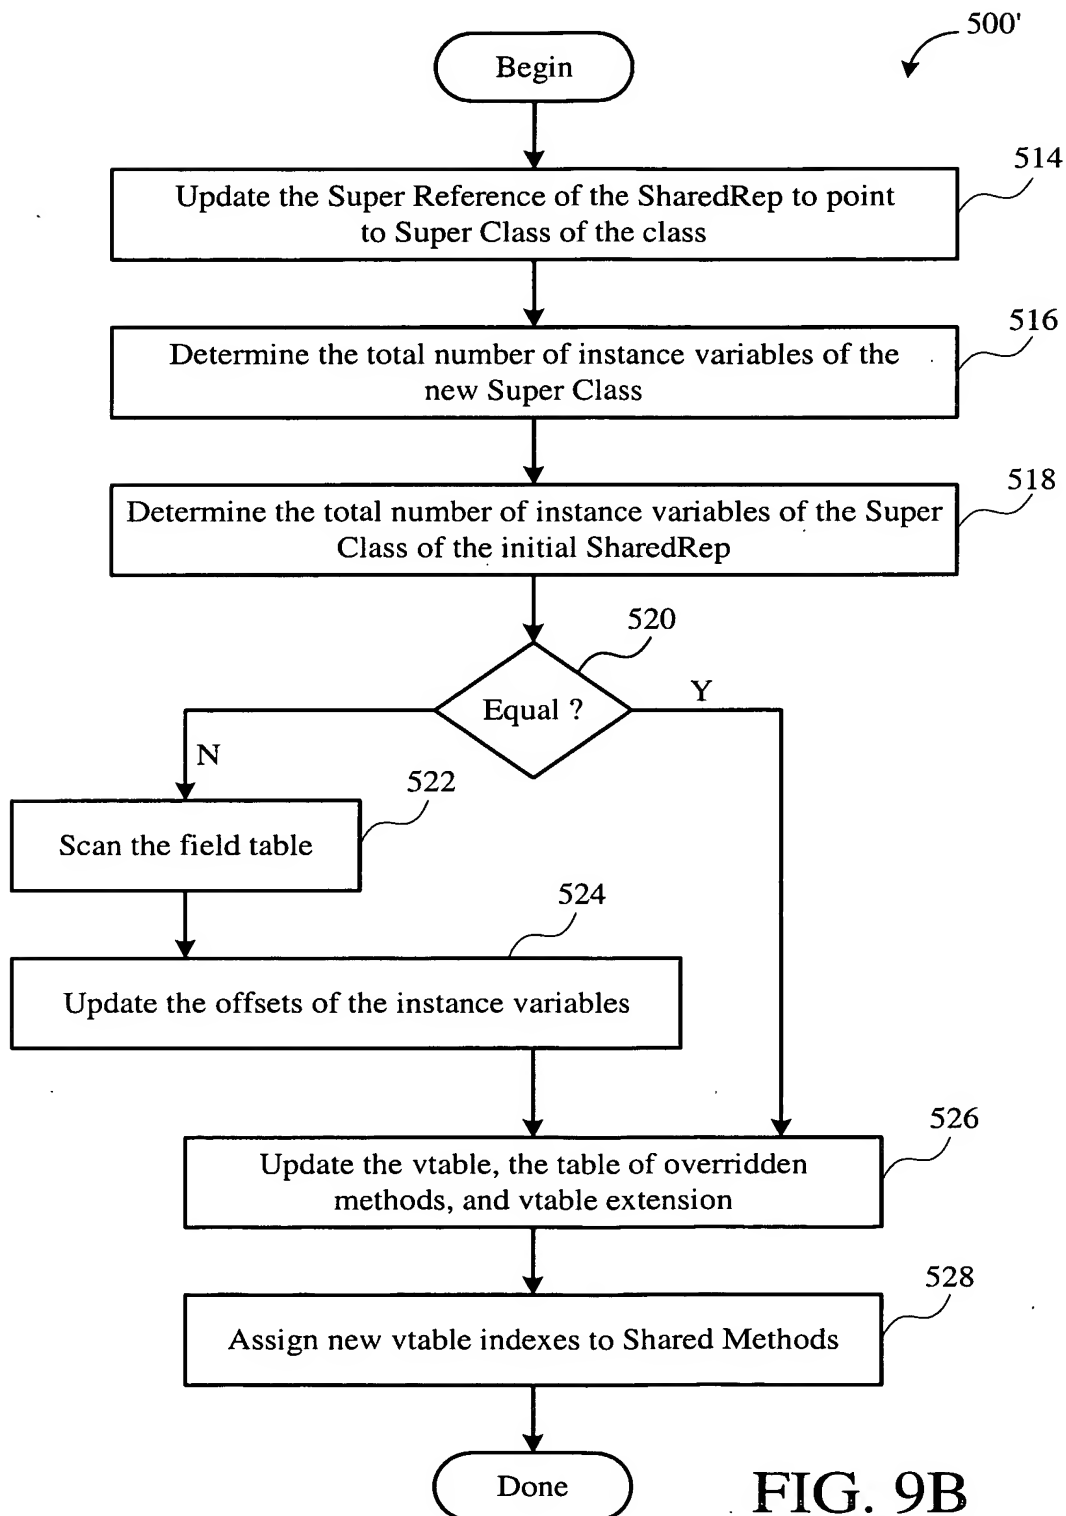 500'
Begin
514
Update the Super Reference of the SharedRep to point
to Super Class of the class
516
Determine the total number of instance variables of the
new Super Class
518
Determine the total number of instance variables of the Super
Class of the initial SharedRep
520
Equal ?
Y
N
522
Scan the field table
524
Update the offsets of the instance variables
526
Update the vtable, the table of overridden
methods, and vtable extension
528
Assign new vtable indexes to Shared Methods
Done
FIG. 9B